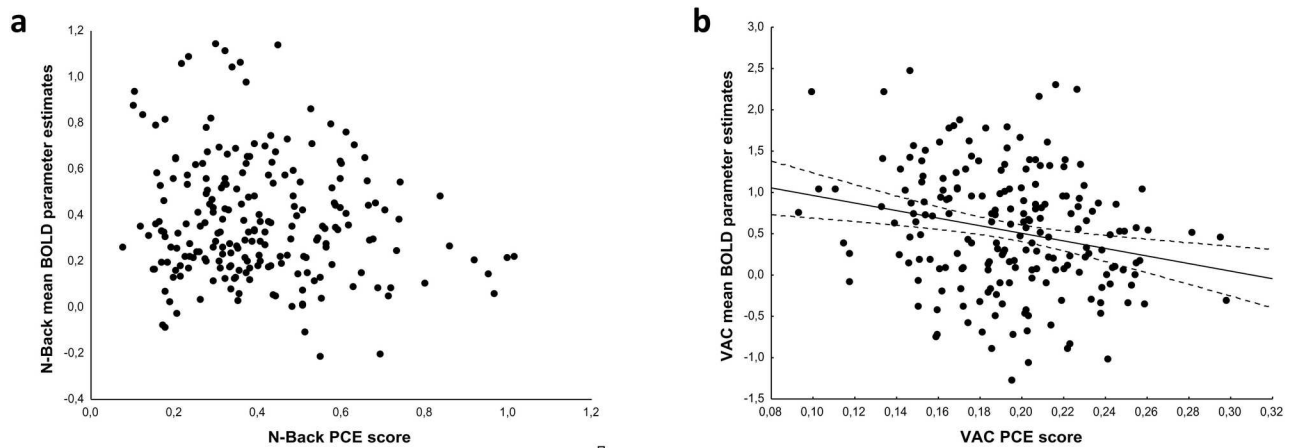 a
1,2
1,0
0,8
0,6
0,4
0,2
0,0
-0,2
-0,4
0,0 0,2 0,4 0,6 0,8 1,0 1,2
N-Back mean BOLD parameter estimates
N-Back PCE score
b
3,0
2,5
2,0
1,5
1,0
0,5
0,0
-0,5
-1,0
-1,5
0,08 0,10 0,12 0,14 0,16 0,18 0,20 0,22 0,24 0,26 0,28 0,30 0,32
VAC mean BOLD parameter estimates
VAC PCE score